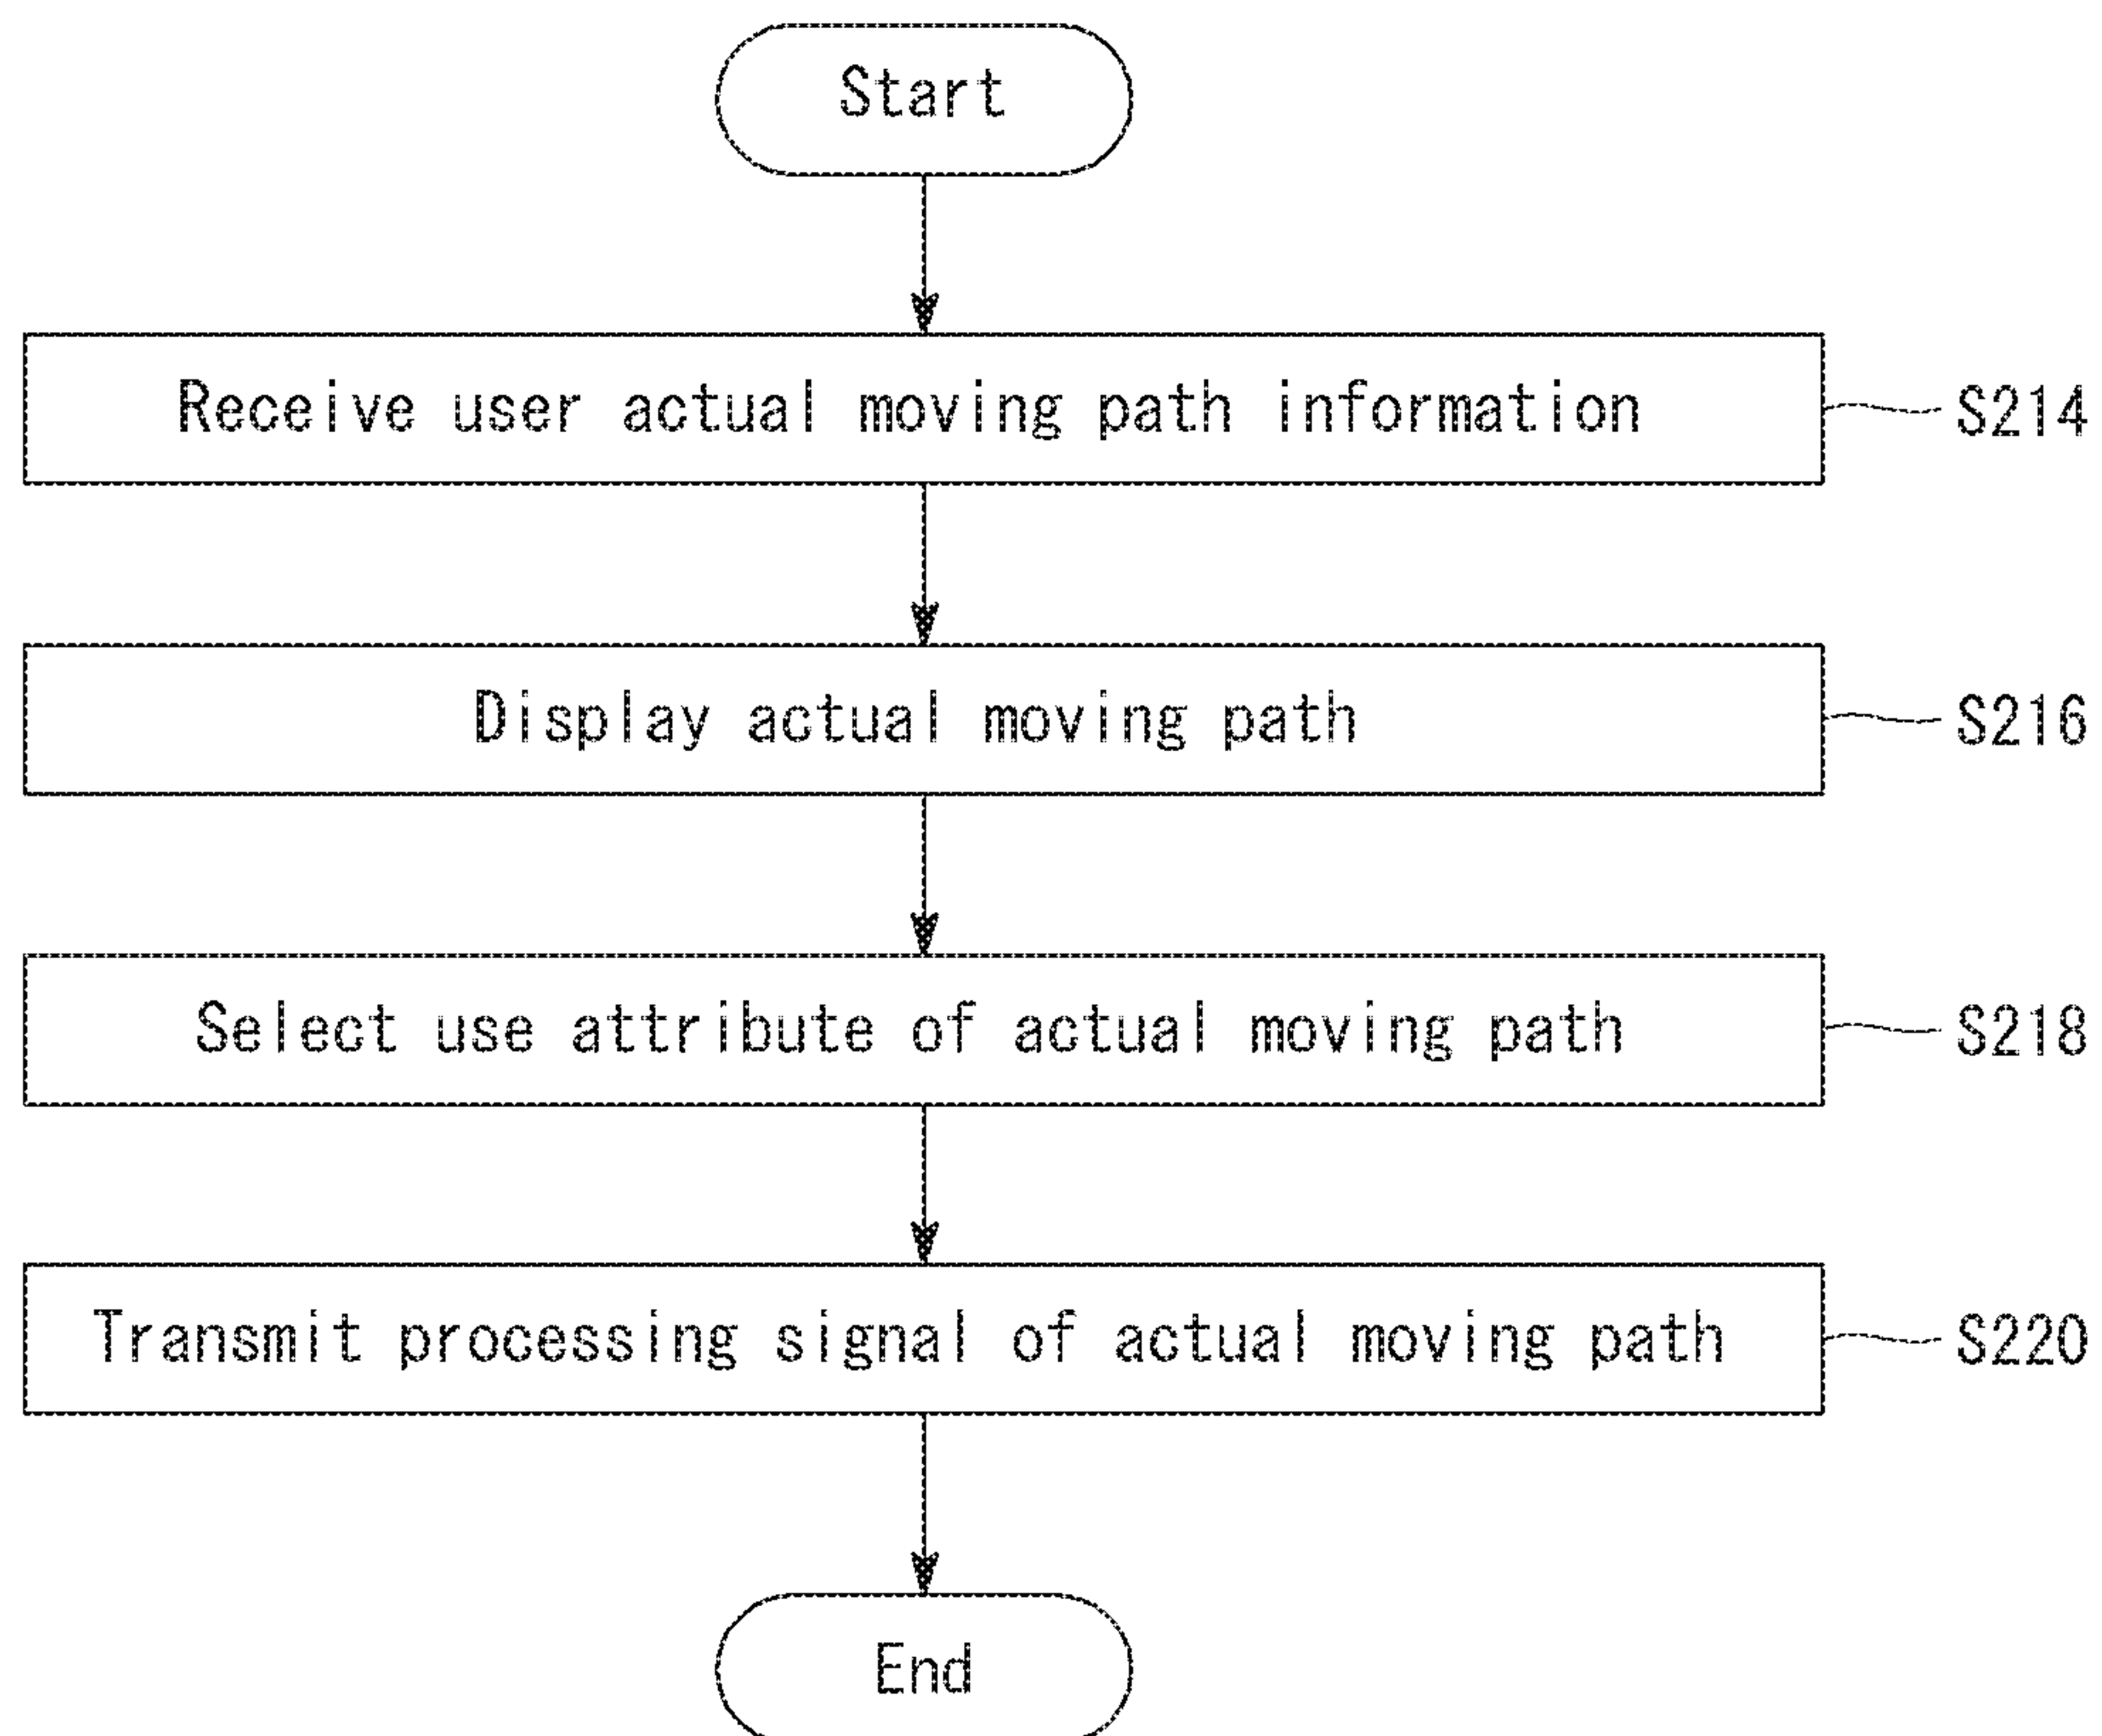 Start
Receive user actual moving path information
S214
Display actual moving path
S216
Select use attribute of actual moving path
S218
Transmit processing signal of actual moving path
S220
End